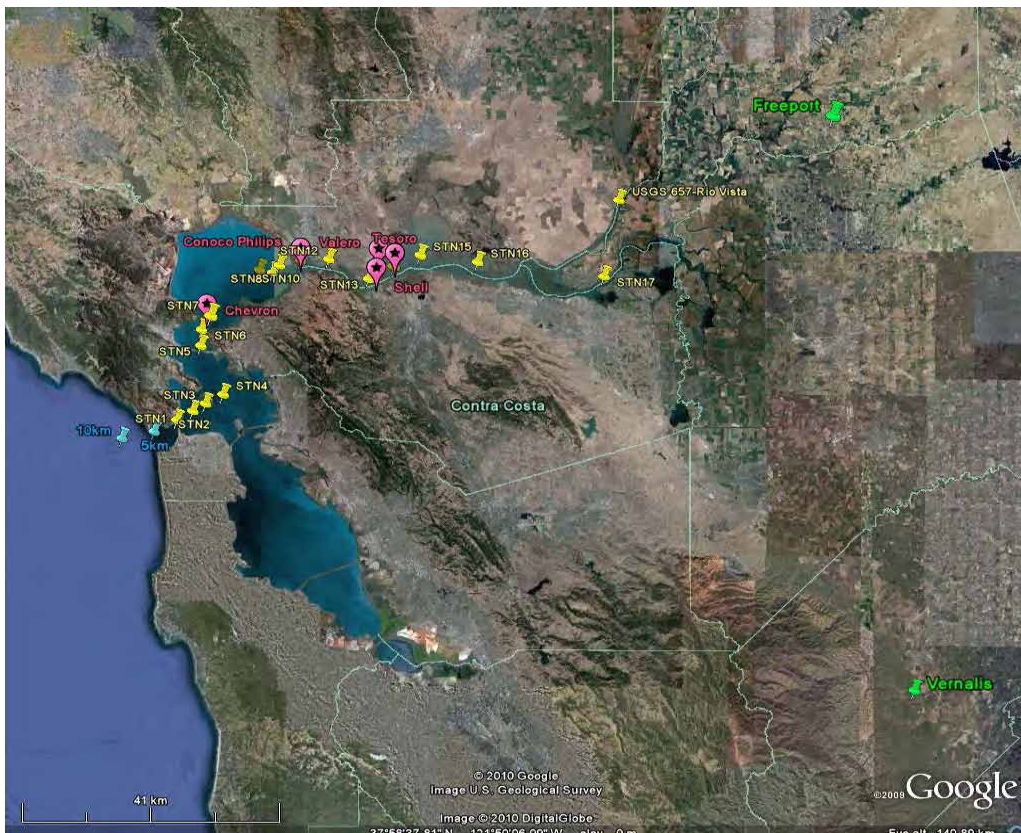 Freeport
USGS 657-Rio Vista
Conoco Philips
STN12
Valero
Tesoro
STN15
STN16
STN8
STN10
STN13
Shell
STN17
STN7
Chevron
STN6
STN5
STN4
STN3
STN1
STN2
10km
5km
Contra Costa
Vernalis
© 2010 Google
Image U.S. Geological Survey
Image © 2010 DigitalGlobe
©2009 Google
41 km